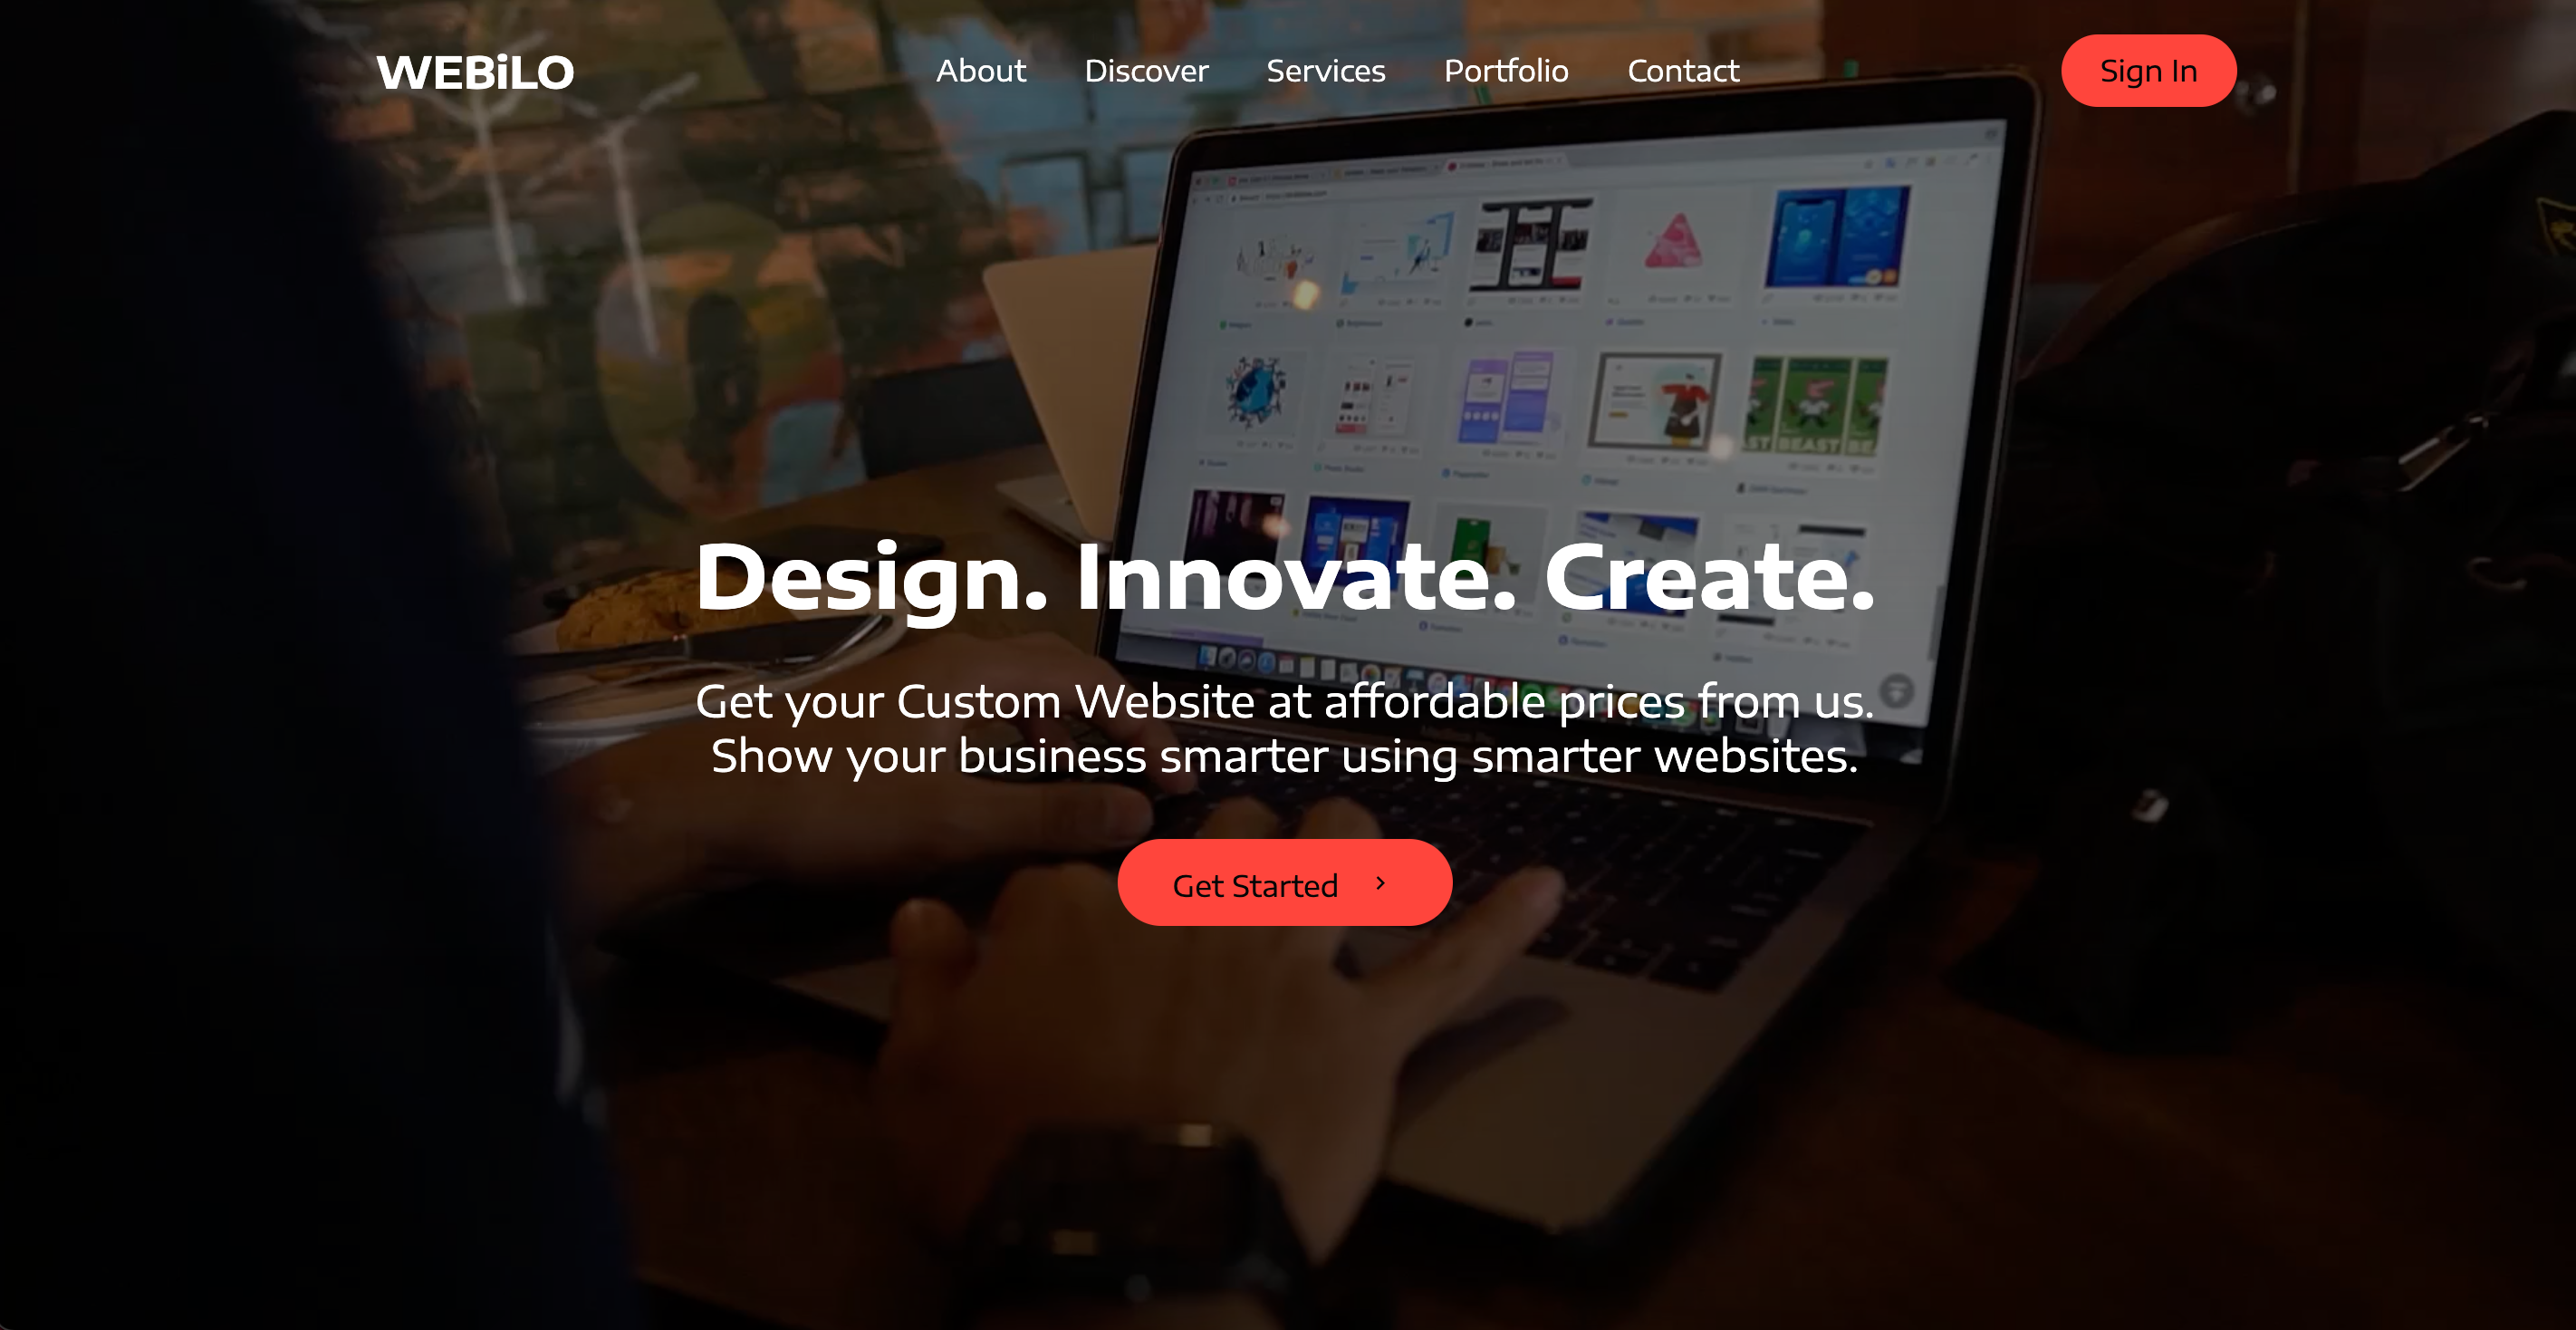 WEBiLO
About Discover Services Portfolio Contact
Sign In
BEAST
Design. Innovate. Create.
Get your Custom Website at affordable prices from us.
Show your business smarter using smarter websites.
Get Started